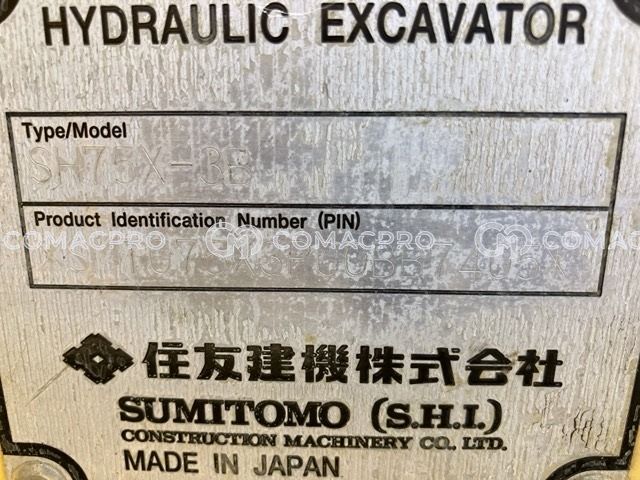 HYDRAULIC EXCAVATOR
Type/Model
SH75X-3B
Product Identification Number (PIN)
COMACPRO COMACPRO COMACPRO
住友建機株式会社
SUMITOMO (S.H.I.)
CONSTRUCTION MACHINERY CO., LTD.
MADE IN JAPAN